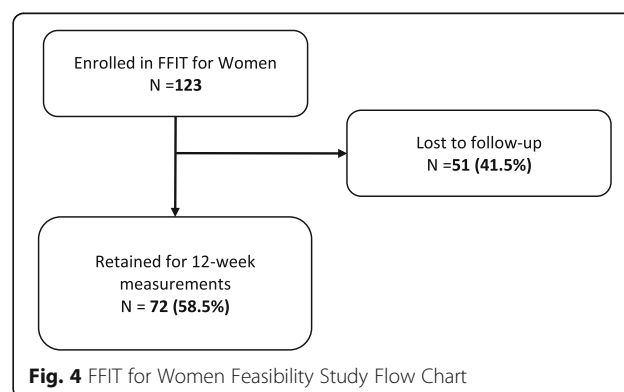 Enrolled in FFIT for Women
N =123
Lost to follow-up
N =51 (41.5%)
Retained for 12-week
measurements
N = 72 (58.5%)
Fig. 4 FFIT for Women Feasibility Study Flow Chart